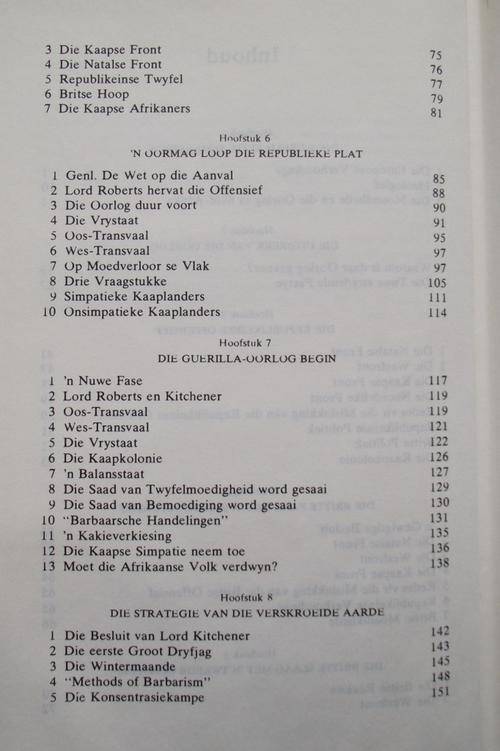 3 Die Kaapse Front 75
4 Die Natalse Front 76
5 Republikeinse Twyfel 77
6 Britse Hoop 79
7 Die Kaapse Afrikaners 81
Hoofstuk 6
'N OORMAG LOOP DIE REPUBLIEKE PLAT
1 Genl. De Wet op die Aanval 85
2 Lord Roberts hervat die Offensief 88
3 Die Oorlog duur voort 90
4 Die Vrystaat 91
5 Oos-Transvaal 95
6 Wes-Transvaal 97
7 Op Moedverloor se Vlak 97
8 Drie Vraagstukke 105
9 Simpatieke Kaaplanders 111
10 Onsimpatieke Kaaplanders 114
Hoofstuk 7
DIE GUERILLA-OORLOG BEGIN
1 'n Nuwe Fase 117
2 Lord Roberts en Kitchener 119
3 Oos-Transvaal 119
4 Wes-Transvaal 121
5 Die Vrystaat 122
6 Die Kaapkolonie 126
7 'n Balansstaat 127
8 Die Saad van Twyfelmoediging word gesaai 129
9 Die Saad van Bemoediging word gesaai 130
10 "Barbaarsche Handelingen" 131
11 'n Kakieverkiesing 135
12 Die Kaapse Simpatie neem toe 136
13 Moet die Afrikaanse Volk verdwyn? 138
Hoofstuk 8
DIE STRATEGIE VAN DIE VERSKROEIDE AARDE
1 Die Besluit van Lord Kitchener 142
2 Die eerste Groot Dryfjag 143
3 Die Wintermaande 145
4 "Methods of Barbarism" 148
5 Die Konsentrasiekampe 151